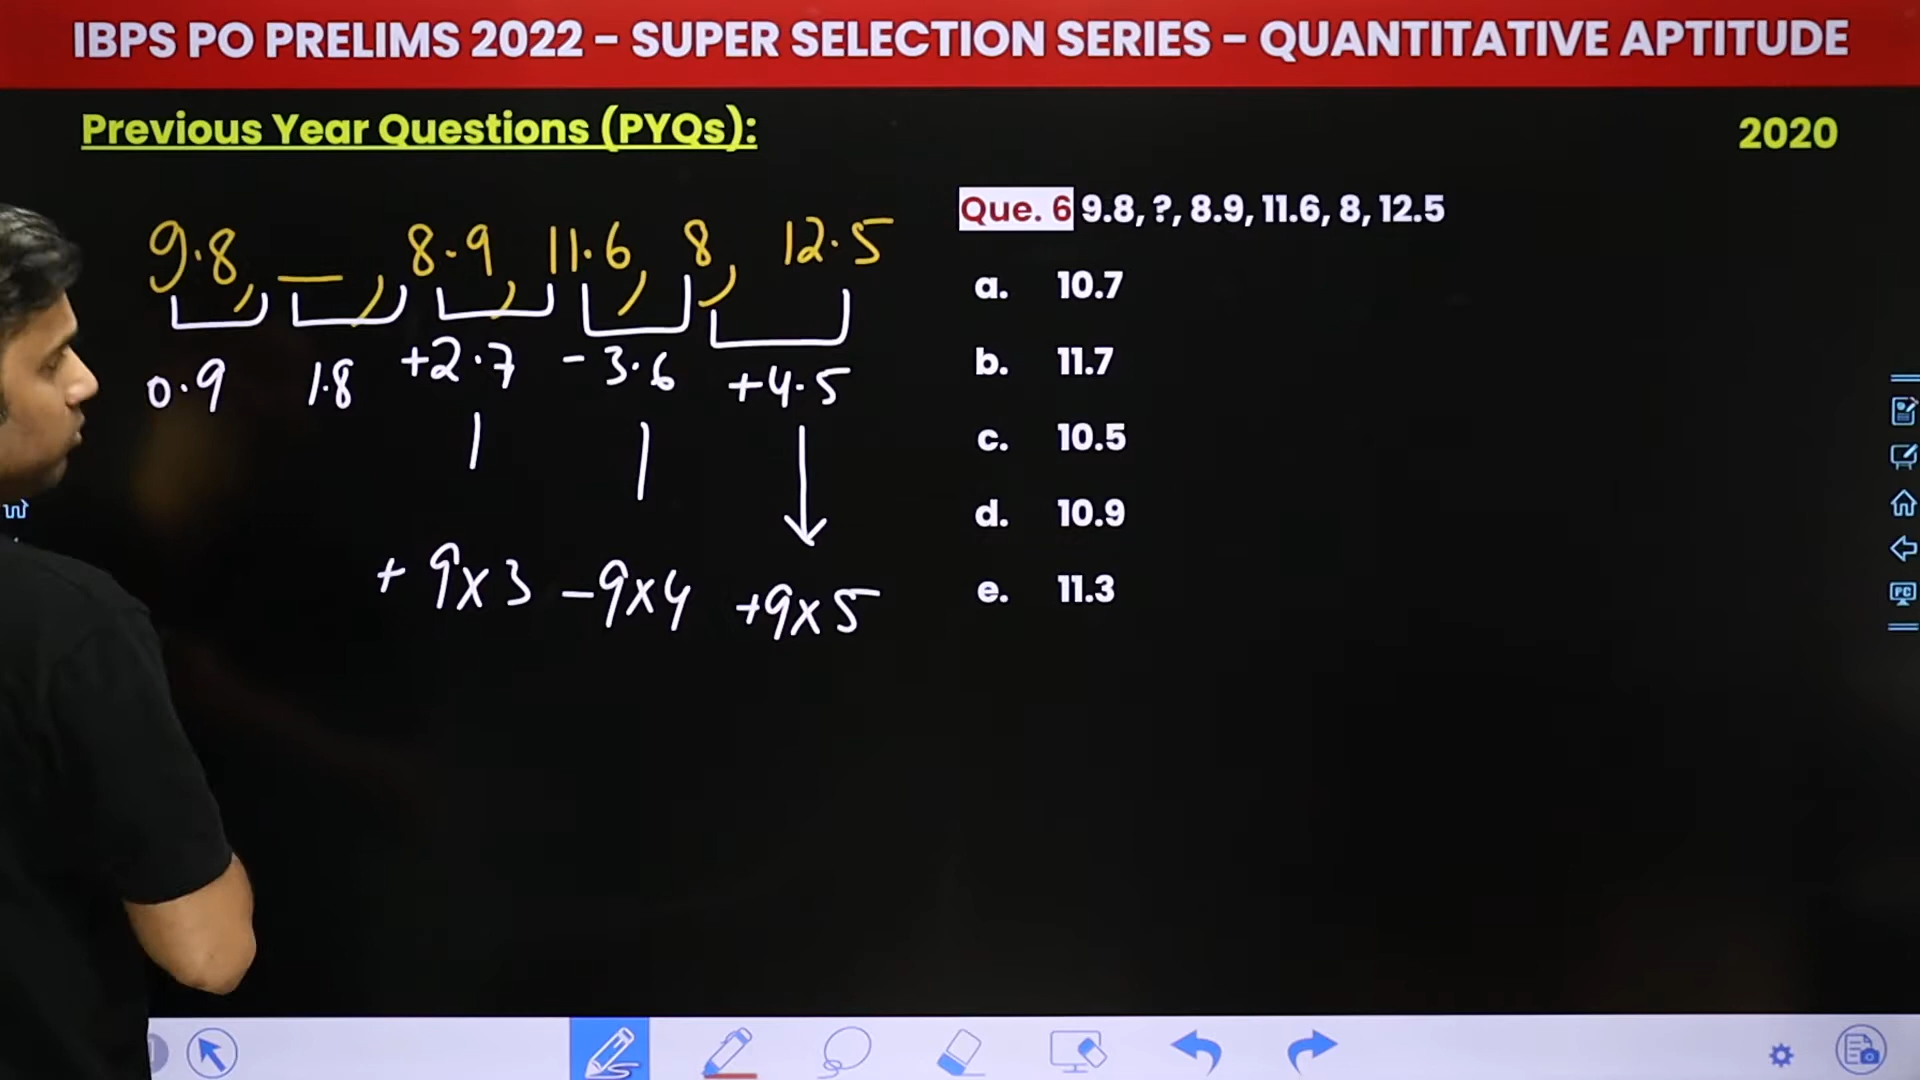 IBPS PO PRELIMS 2022 - SUPER SELECTION SERIES - QUANTITATIVE APTITUDE
Previous Year Questions (PYQs):
2020
9.8, __, 8.9, 11.6, 8, 12.5
0.9 1.8 +2.7 -3.6 +4.5
+ 9x3 -9x4 +9x5
Que. 6 9.8, ?, 8.9, 11.6, 8, 12.5
a. 10.7
b. 11.7
c. 10.5
d. 10.9
e. 11.3
PC